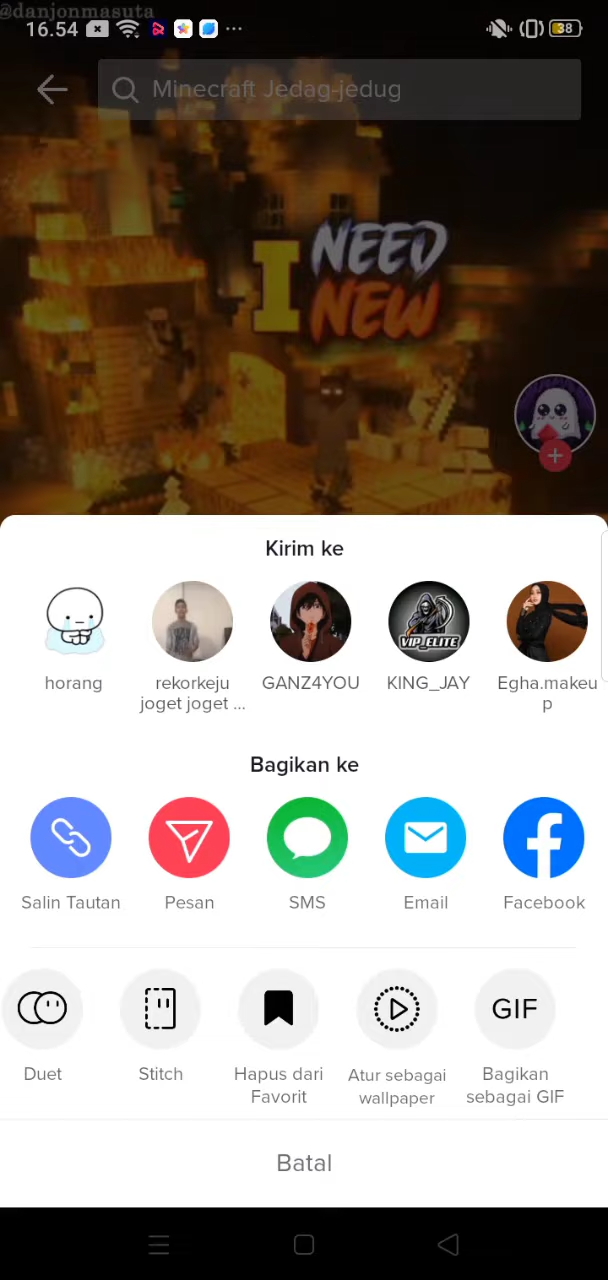 @danjonmasuta
16.54
38
Minecraft Jedag-jedug
I NEED
NEW
Kirim ke
horang
rekorkeju
joget joget ...
GANZ4YOU
VIP_ELITE
KING_JAY
Egha.makeu
p
Bagikan ke
Salin Tautan
Pesan
SMS
Email
Facebook
Duet
Stitch
Hapus dari
Favorit
Atur sebagai
wallpaper
GIF
Bagikan
sebagai GIF
Batal